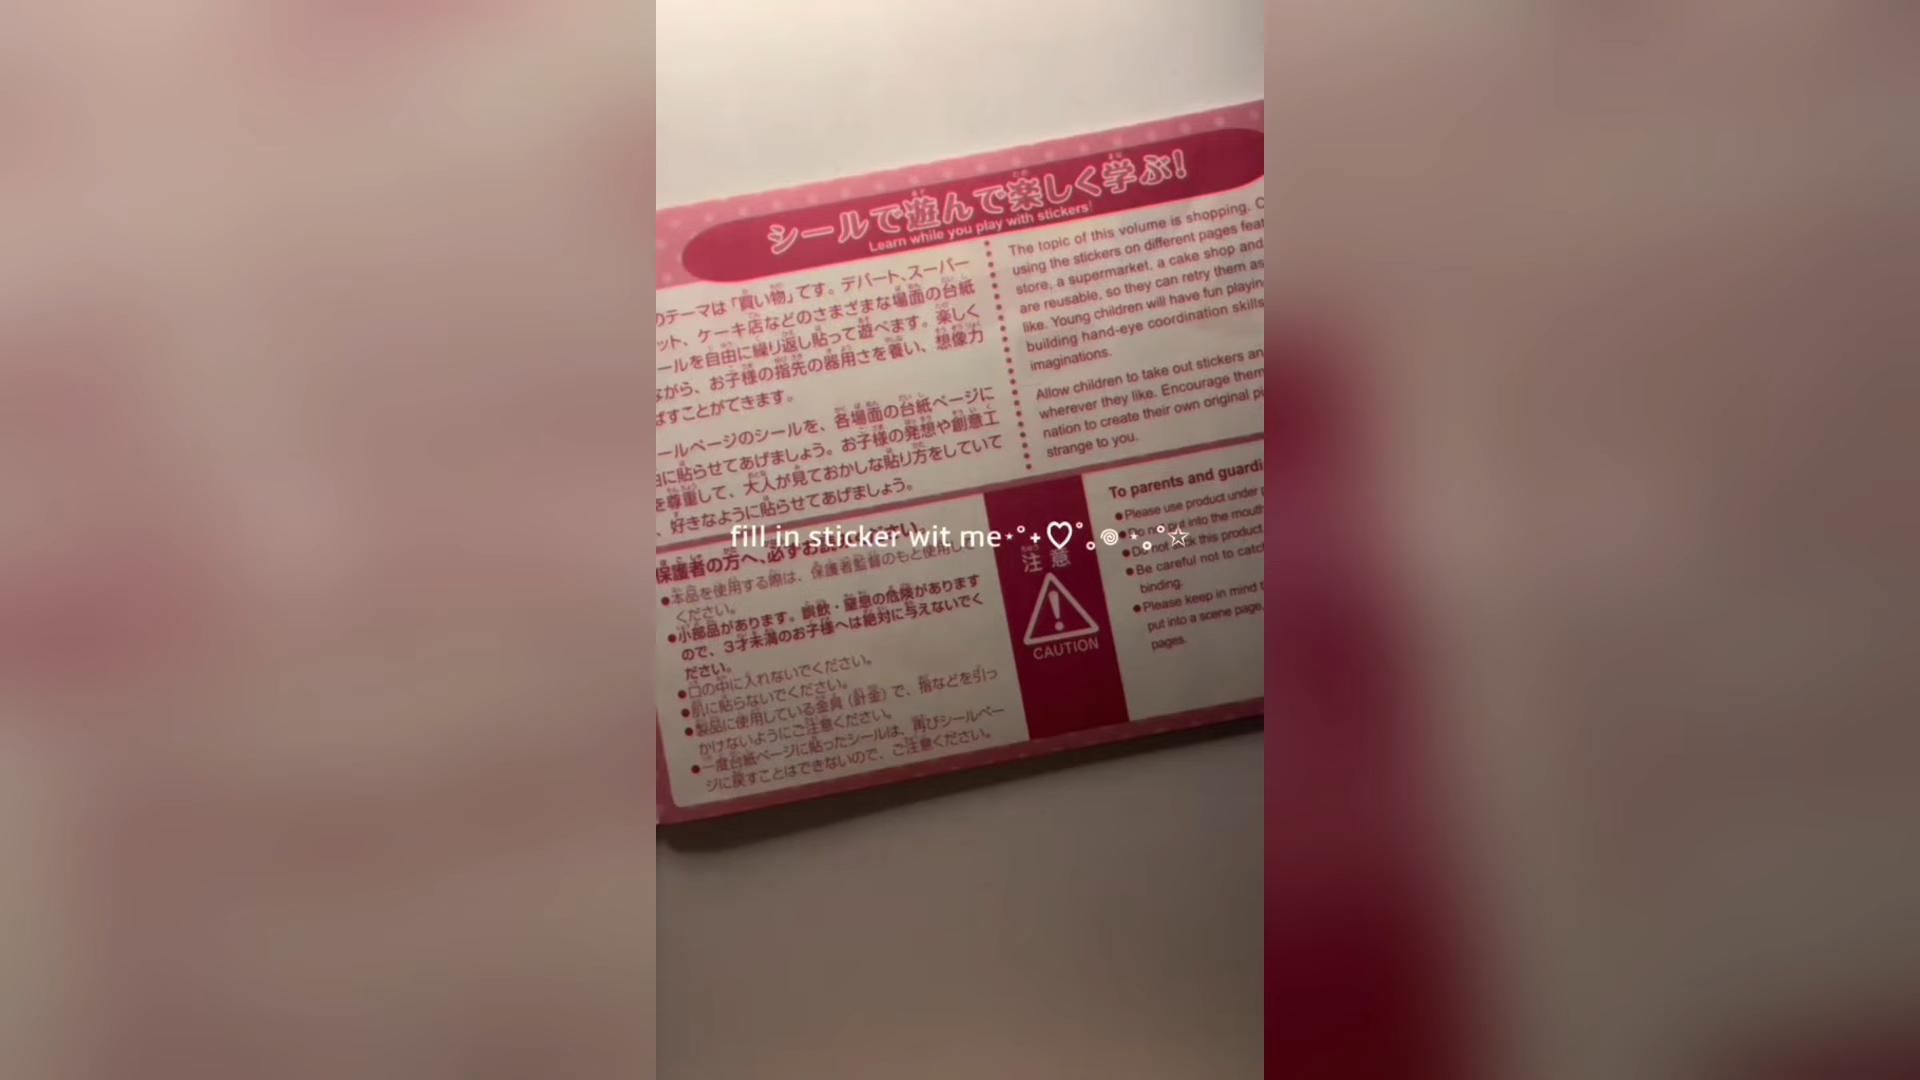 シールで遊んで楽しく学ぶ!
Learn while you play with stickers!
のテーマは「買い物」です。デパート、スーパー
ット、ケーキ店などのさまざまな場面の台紙
ールを自由に繰り返し貼って遊べます。楽しく
ながら、お子様の指先の器用さを養い、想像力
ばすことができます。
ールページのシールを、各場面の台紙ページに
由に貼らせてあげましょう。お子様の発想や創意工
を尊重して、大人が見ておかしな貼り方をしていて
、好きなように貼らせてあげましょう。
The topic of this volume is shopping. C
using the stickers on different pages feat
store, a supermarket, a cake shop and
are reusable, so they can retry them as
like. Young children will have fun playin
building hand-eye coordination skills
imaginations.
Allow children to take out stickers an
wherever they like. Encourage them
nation to create their own original pi
strange to you.
fill in sticker wit me⋆˚₊♡˚｡𖦹⋆｡˚☆
保護者の方へ、必ずお読みください。
●本品を使用する際は、保護者監督のもと使用して
ください。
●小部品があります。誤飲・窒息の危険があります
ので、3才未満のお子様へは絶対に与えないでく
ださい。
●口の中に入れないでください。
●肌に貼らないでください。
●製品に使用している金具(針金)で、指などを引っ
かけないようにご注意ください。
●一度台紙ページに貼ったシールは、再びシールペー
ジに戻すことはできないので、ご注意ください。
注意
CAUTION
To parents and guardi
●Please use product under p
●Do not put into the mouth
●Do not stick this product
●Be careful not to catch
binding.
●Please keep in mind t
put into a scene page,
pages.